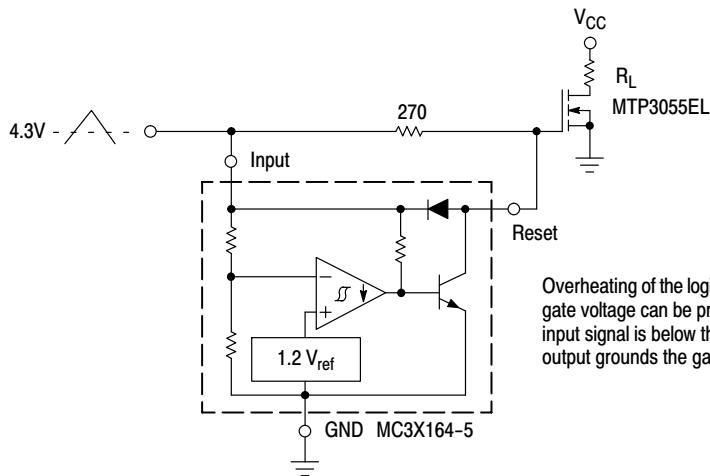 V_CC
R_L
MTP3055EL
270
4.3V
Input
Reset
1.2 V_ref
GND MC3X164-5
Overheating of the logi
gate voltage can be pr
input signal is below th
output grounds the ga
−
+